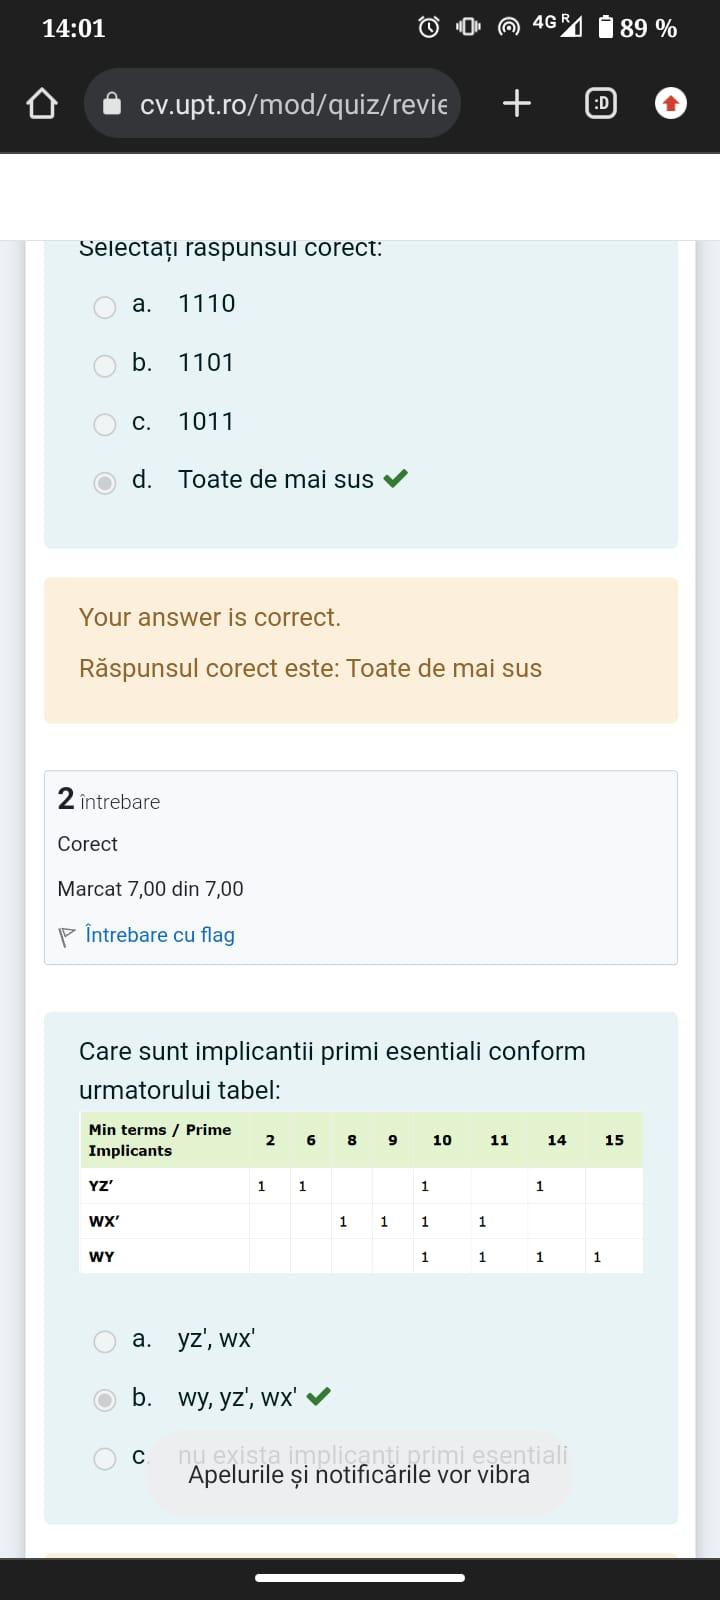 14:01
4G R 89 %
cv.upt.ro/mod/quiz/revie
:D
Selectați răspunsul corect:
a. 1110
b. 1101
c. 1011
d. Toate de mai sus
Your answer is correct.
Răspunsul corect este: Toate de mai sus
2 întrebare
Corect
Marcat 7,00 din 7,00
Întrebare cu flag
Care sunt implicantii primi esentiali conform
urmatorului tabel:
Min terms / Prime
Implicants 2 6 8 9 10 11 14 15
YZ' 1 1 1 1
WX' 1 1 1 1
WY 1 1 1 1
a. yz', wx'
b. wy, yz', wx'
c. nu exista implicanti primi esentiali
Apelurile și notificările vor vibra